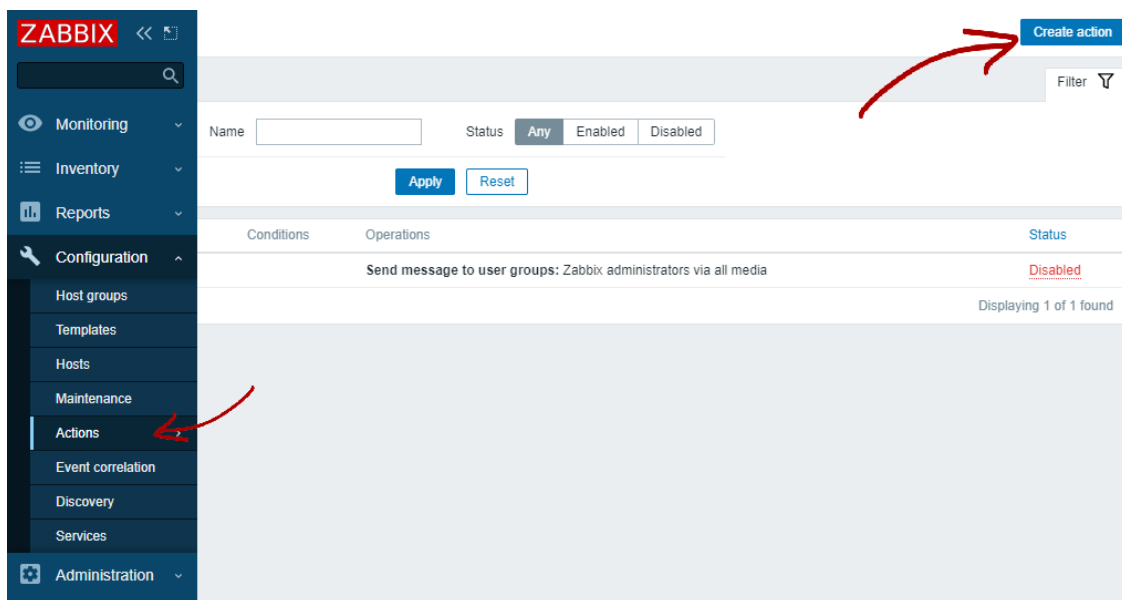 ZABBIX
Create action
Filter
Monitoring
Name
Status Any Enabled Disabled
Inventory
Apply Reset
Reports
Conditions Operations Status
Configuration
Send message to user groups: Zabbix administrators via all media Disabled
Host groups
Displaying 1 of 1 found
Templates
Hosts
Maintenance
Actions
Event correlation
Discovery
Services
Administration